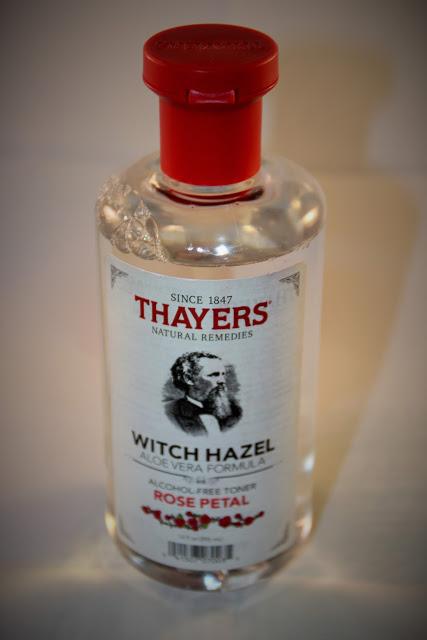 SINCE 1847
THAYERS
NATURAL REMEDIES
WITCH HAZEL
ALOE VERA FORMULA
ALCOHOL-FREE TONER
ROSE PETAL